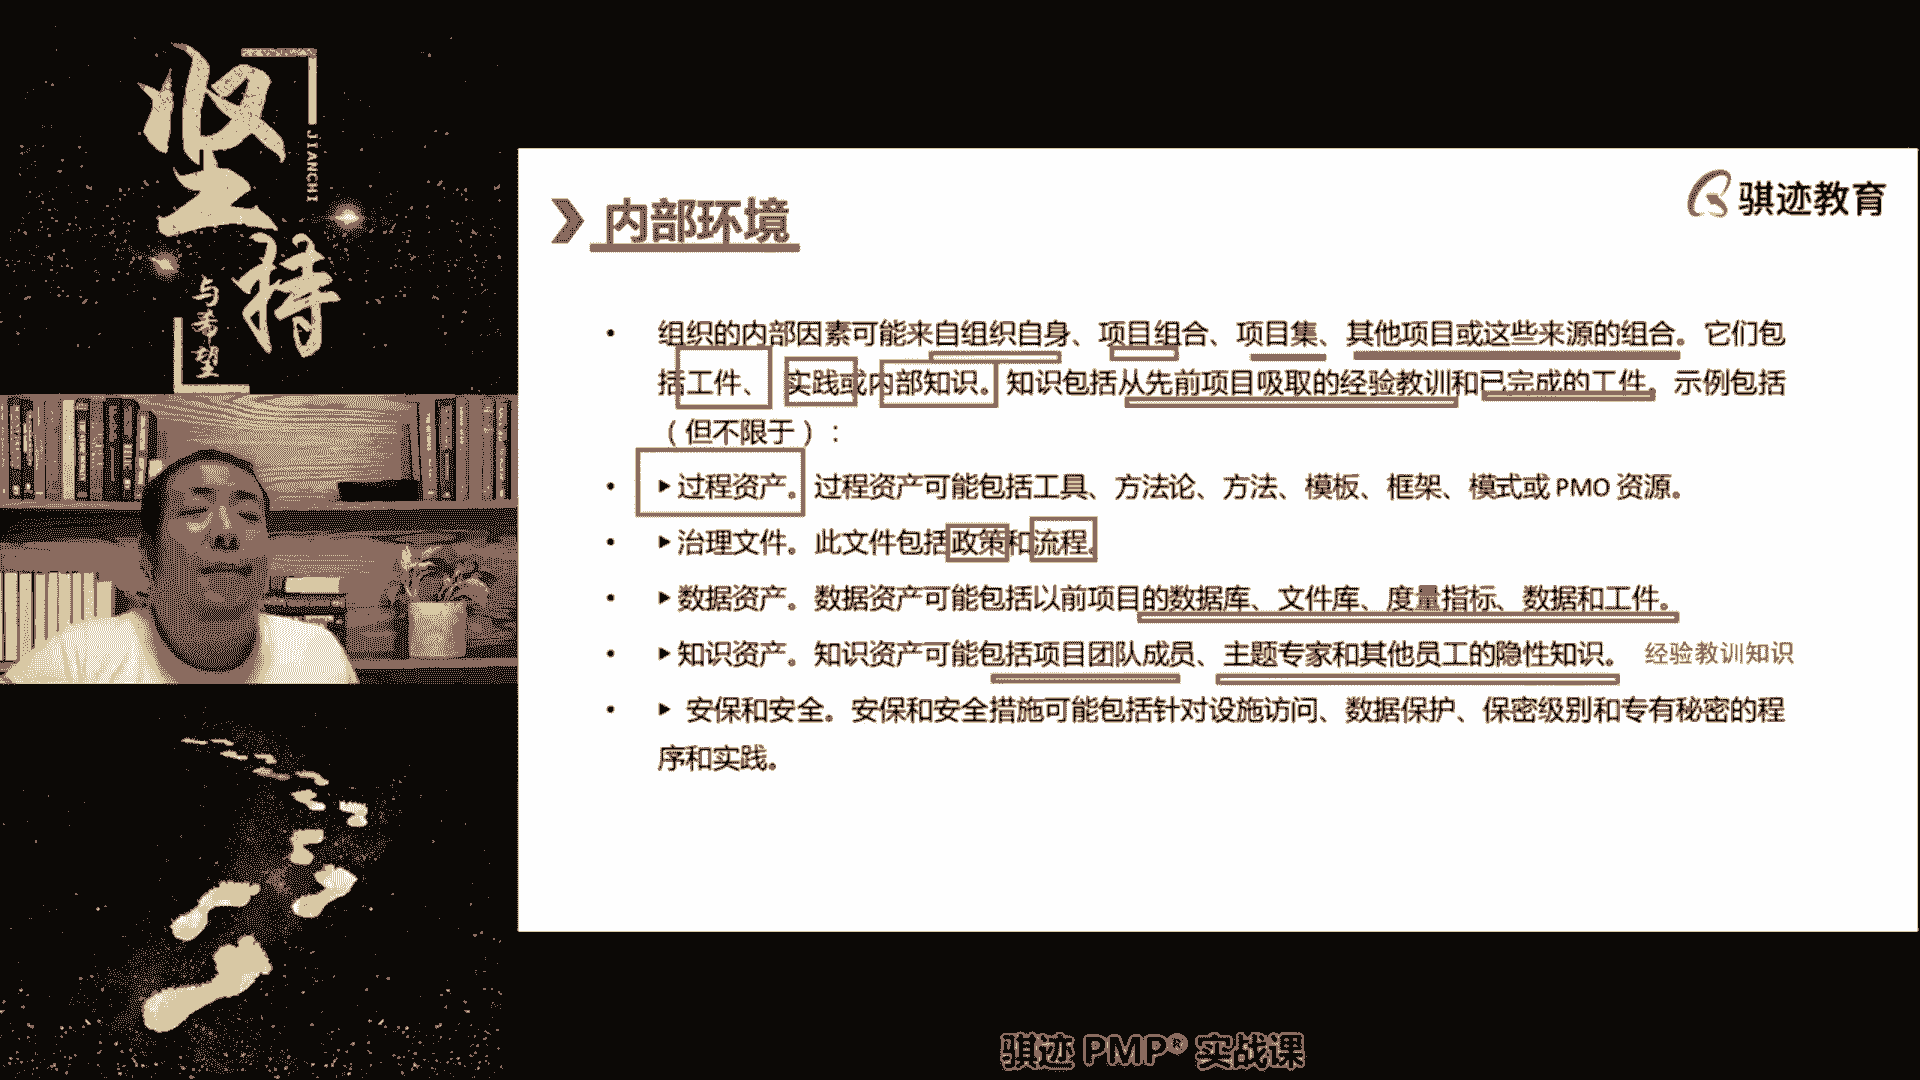 坚持
JIANCHI
与希望
骐迹教育
内部环境
• 组织的内部因素可能来自组织自身、项目组合、项目集、其他项目或这些来源的组合。它们包
括工件、实践或内部知识。知识包括从先前项目吸取的经验教训和已完成的工件。示例包括
（但不限于）：
• ▶过程资产。过程资产可能包括工具、方法论、方法、模板、框架、模式或 PMO 资源。
• ▶治理文件。此文件包括政策和流程。
• ▶数据资产。数据资产可能包括以前项目的数据库、文件库、度量指标、数据和工件。
• ▶知识资产。知识资产可能包括项目团队成员、主题专家和其他员工的隐性知识。 经验教训知识
• ▶ 安保和安全。安保和安全措施可能包括针对设施访问、数据保护、保密级别和专有秘密的程
序和实践。
骐迹 PMP® 实战课